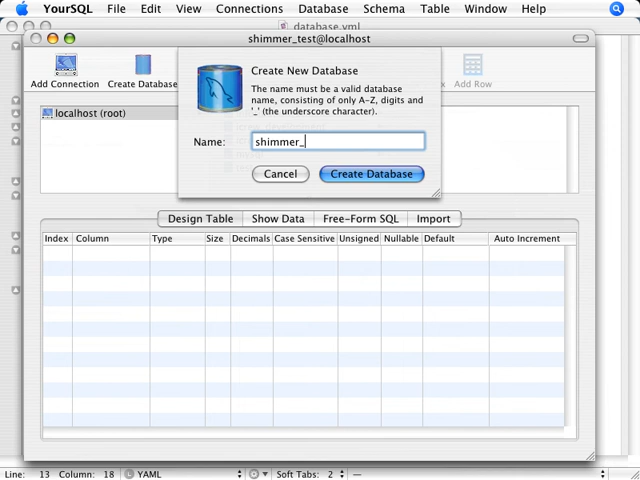 YourSQL File Edit View Connections Database Schema Table Window Help
database.yml
shimmer_test@localhost
Add Connection Create Database Add Row
Create New Database
The name must be a valid database
name, consisting of only A-Z, digits and
'_' (the underscore character).
localhost (root)
Name: shimmer_
Cancel Create Database
Design Table Show Data Free-Form SQL Import
Index Column Type Size Decimals Case Sensitive Unsigned Nullable Default Auto Increment
Line: 13 Column: 18 YAML Soft Tabs: 2 —